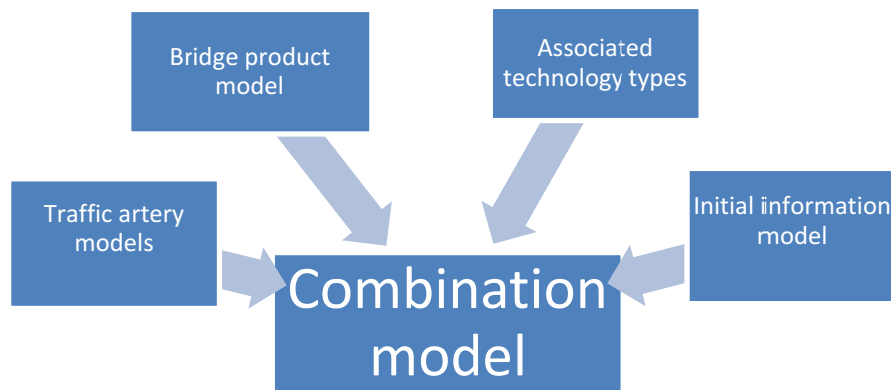 Bridge product
model
Associated
technology types
Traffic artery
models
Initial information
model
Combination
model